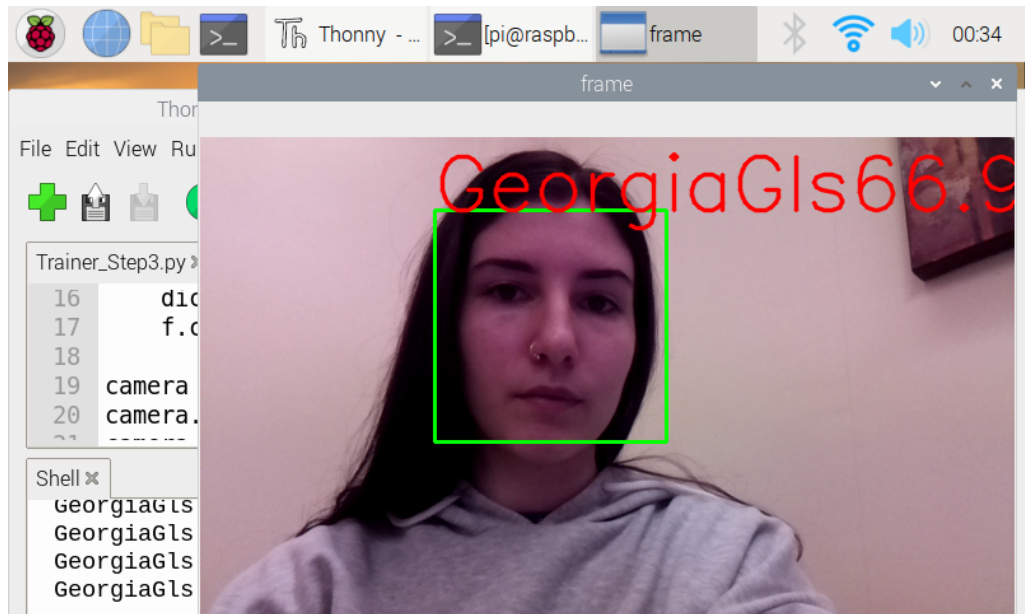 Thonny - ...
[pi@raspb...
frame
00:34
frame
Thor
File Edit View Ru
GeorgiaGls66.9
Trainer_Step3.py
16 dic
17 f.c
18
19 camera
20 camera.
Shell
GeorgiaGls
GeorgiaGls
GeorgiaGls
GeorgiaGls